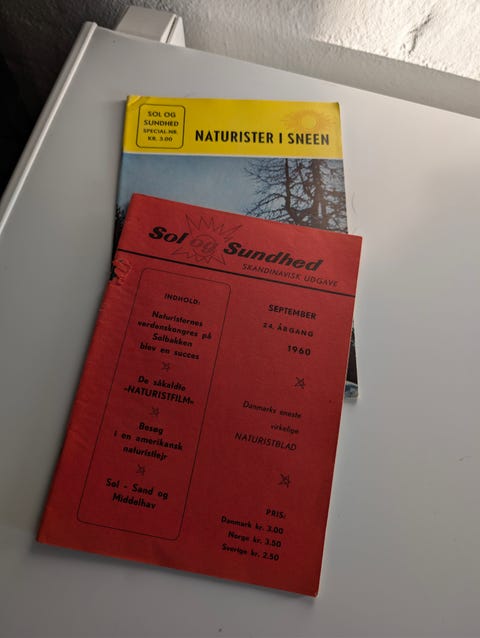 SOL OG
SUNDHED
SPECIAL NR.
KR. 5.00
NATURISTER I SNEEN
Sol og Sundhed
SKANDINAVISK UDGAVE
INDHOLD:
Naturisternes
verdenskongres på
Solbakken
blev en succes
De såkaldte
»NATURISTFILM«
Besøg
i en amerikansk
naturistlejr
Sol - Sand og
Middelhav
SEPTEMBER
24. ÅRGANG
1960
Danmarks eneste
virkelige
NATURISTBLAD
PRIS:
Danmark kr. 3.00
Norge kr. 3.50
Sverige kr. 2.50